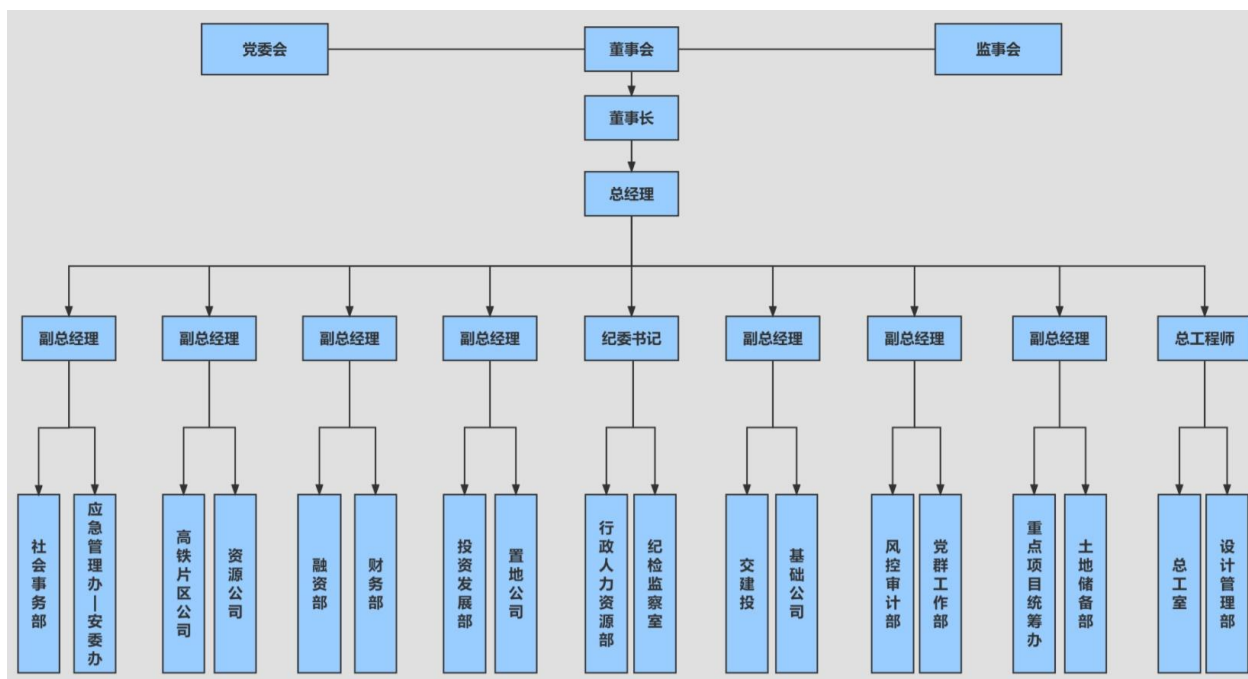 党委会
董事会
监事会
董事长
总经理
副总经理
副总经理
副总经理
副总经理
纪委书记
副总经理
副总经理
副总经理
总工程师
社会事务部
应急管理办—安委办
高铁片区公司
资源公司
融资部
财务部
投资发展部
置地公司
行政人力资源部
纪检监察室
交建投
基础公司
风控审计部
党群工作部
重点项目统筹办
土地储备部
总工室
设计管理部